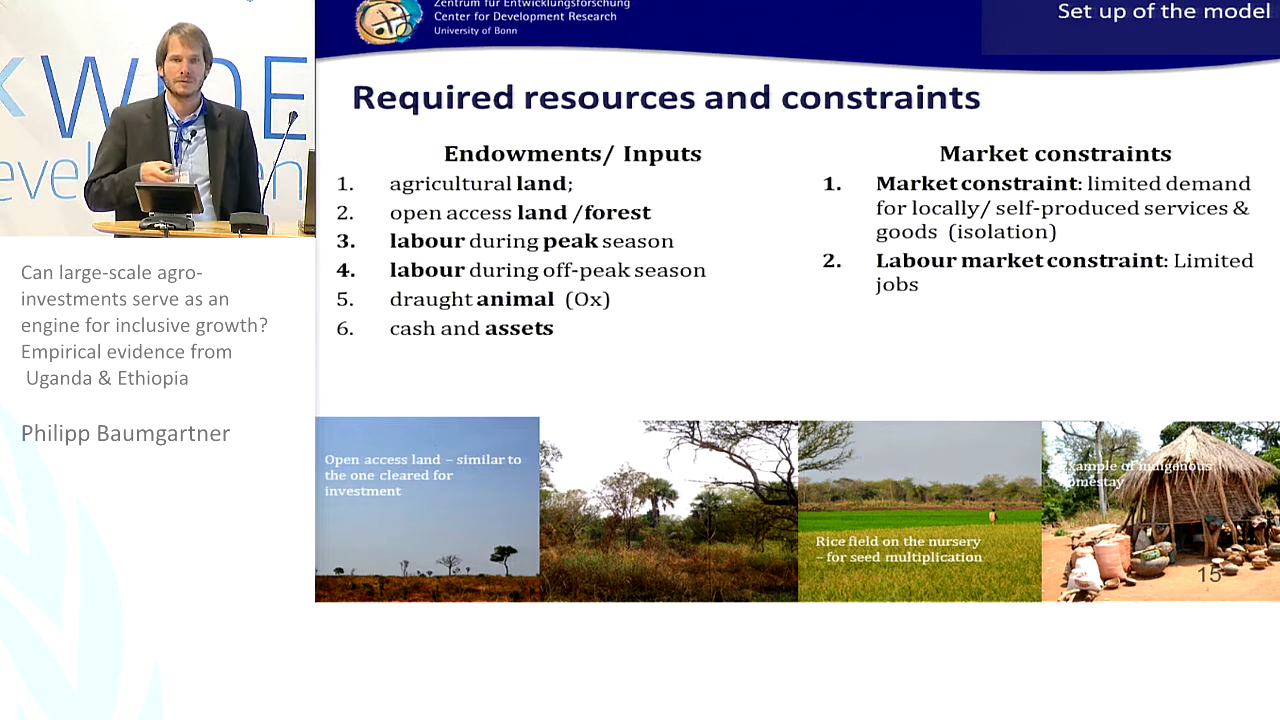 WIDE
Zentrum für Entwicklungsforschung
Center for Development Research
University of Bonn
Set up of the model
Required resources and constraints
Endowments/ Inputs
1. agricultural land;
2. open access land /forest
3. labour during peak season
4. labour during off-peak season
5. draught animal (Ox)
6. cash and assets
Market constraints
1. Market constraint: limited demand
for locally/ self-produced services &
goods (isolation)
2. Labour market constraint: Limited
jobs
Can large-scale agro-
investments serve as an
engine for inclusive growth?
Empirical evidence from
Uganda & Ethiopia
Philipp Baumgartner
Open access land – similar to
the one cleared for
investment
Rice field on the nursery
– for seed multiplication
Example of indigenous
homestay
15